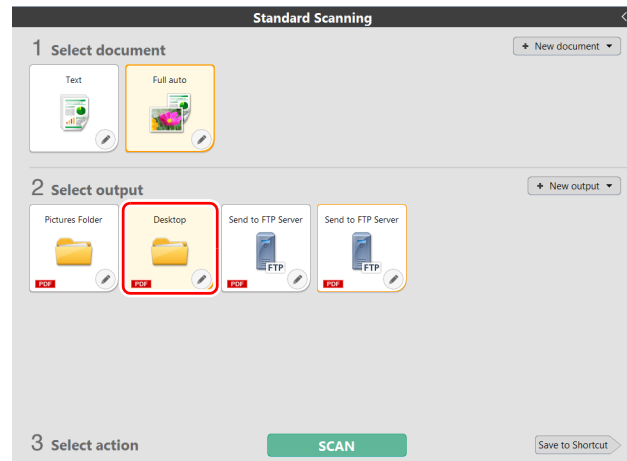 Standard Scanning
1 Select document
+ New document
Text
Full auto
2 Select output
+ New output
Pictures Folder
Desktop
Send to FTP Server
Send to FTP Server
FTP
FTP
PDF
PDF
PDF
PDF
3 Select action
SCAN
Save to Shortcut